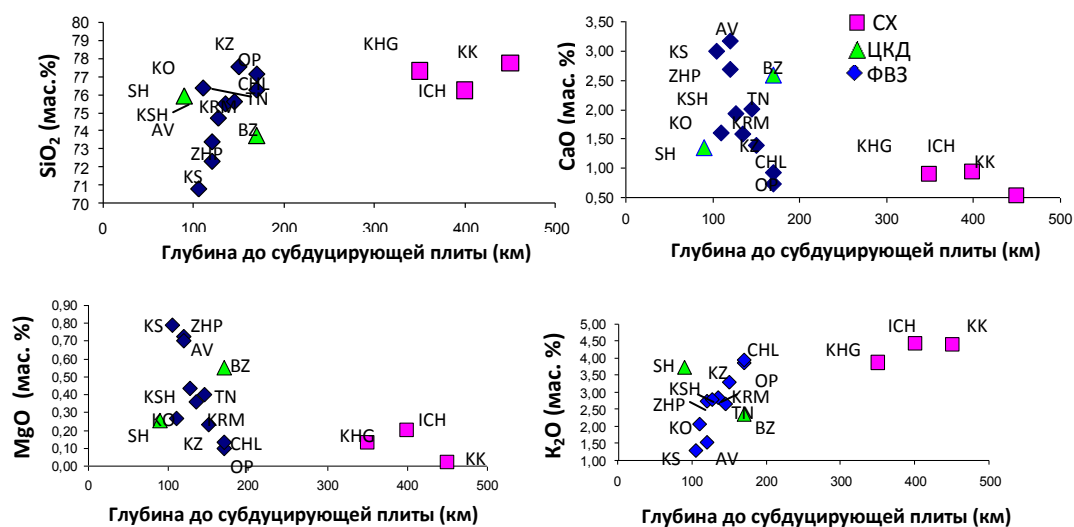 SiO₂ (мас.%)
80
79
78
77
76
75
74
73
72
71
70
0
100
200
300
400
500
KZ
OP
KO
CHL
SH
TN
KSH
KRM
AV
BZ
ZHP
KS
KHG
KK
ICH
Глубина до субдуцирующей плиты (км)
CaO (мас. %)
3,50
3,00
2,50
2,00
1,50
1,00
0,50
0
100
200
300
400
500
AV
KS
ZHP
BZ
KSH
TN
KO
KRM
SH
KZ
CHL
OP
KHG
ICH
KK
СХ
ЦКД
ФВЗ
Глубина до субдуцирующей плиты (км)
MgO (мас. %)
0,90
0,80
0,70
0,60
0,50
0,40
0,30
0,20
0,10
0,00
0
100
200
300
400
500
KS
ZHP
AV
BZ
KSH
TN
KO
KRM
SH
KZ
CHL
OP
KHG
ICH
KK
Глубина до субдуцирующей плиты (км)
K₂O (мас. %)
5,00
4,50
4,00
3,50
3,00
2,50
2,00
1,50
1,00
0
100
200
300
400
500
ICH
KK
CHL
KHG
SH
KZ
OP
KSH
KRM
ZHP
TN
KO
BZ
KS
AV
Глубина до субдуцирующей плиты (км)